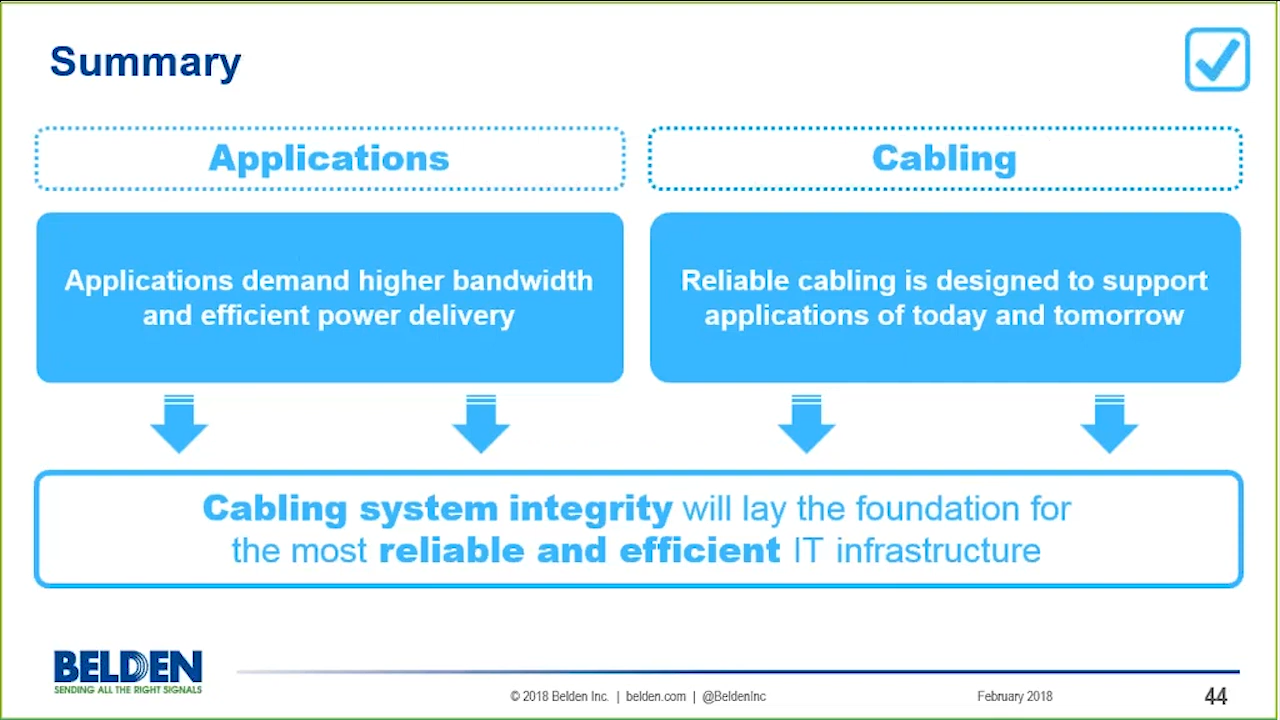 Summary
Applications
Cabling
Applications demand higher bandwidth
and efficient power delivery
Reliable cabling is designed to support
applications of today and tomorrow
Cabling system integrity will lay the foundation for
the most reliable and efficient IT infrastructure
BELDEN
SENDING ALL THE RIGHT SIGNALS
© 2018 Belden Inc. | belden.com | @BeldenInc
February 2018
44